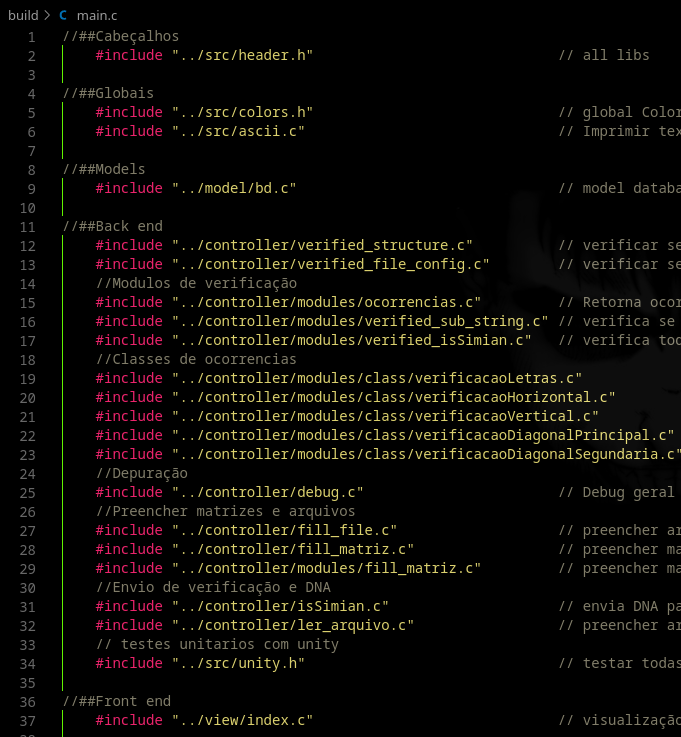 build > C main.c
1 //##Cabeçalhos
2 #include "../src/header.h" // all libs
3
4 //##Globais
5 #include "../src/colors.h" // global Color
6 #include "../src/ascii.c" // Imprimir tex
7
8 //##Models
9 #include "../model/bd.c" // model databa
10
11 //##Back end
12 #include "../controller/verified_structure.c" // verificar se
13 #include "../controller/verified_file_config.c" // verificar se
14 //Modulos de verificação
15 #include "../controller/modules/ocorrencias.c" // Retorna ocor
16 #include "../controller/modules/verified_sub_string.c" // verifica se
17 #include "../controller/modules/verified_isSimian.c" // verifica tod
18 //Classes de ocorrencias
19 #include "../controller/modules/class/verificacaoLetras.c"
20 #include "../controller/modules/class/verificacaoHorizontal.c"
21 #include "../controller/modules/class/verificacaoVertical.c"
22 #include "../controller/modules/class/verificacaoDiagonalPrincipal.c"
23 #include "../controller/modules/class/verificacaoDiagonalSegundaria.c"
24 //Depuração
25 #include "../controller/debug.c" // Debug geral
26 //Preencher matrizes e arquivos
27 #include "../controller/fill_file.c" // preencher ar
28 #include "../controller/fill_matriz.c" // preencher ma
29 #include "../controller/modules/fill_matriz.c" // preencher ma
30 //Envio de verificação e DNA
31 #include "../controller/isSimian.c" // envia DNA pa
32 #include "../controller/ler_arquivo.c" // preencher ar
33 // testes unitarios com unity
34 #include "../src/unity.h" // testar todas
35
36 //##Front end
37 #include "../view/index.c" // visualização